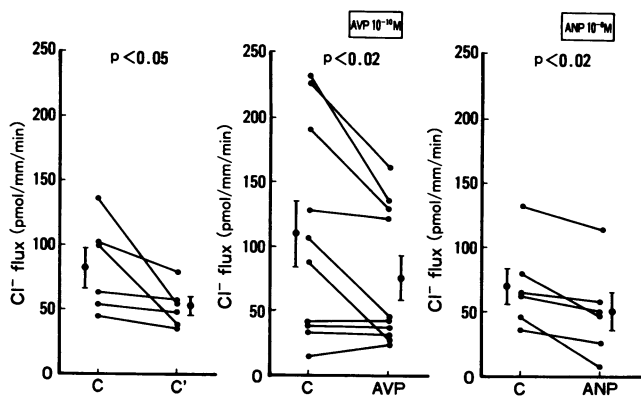 AVP 10⁻¹⁰M
ANP 10⁻⁸M
p<0.05
p<0.02
p<0.02
Cl⁻ flux (pmol/mm/min)
250
200
150
100
50
0
C
C'
Cl⁻ flux (pmol/mm/min)
250
200
150
100
50
0
C
AVP
Cl⁻ flux (pmol/mm/min)
250
200
150
100
50
0
C
ANP